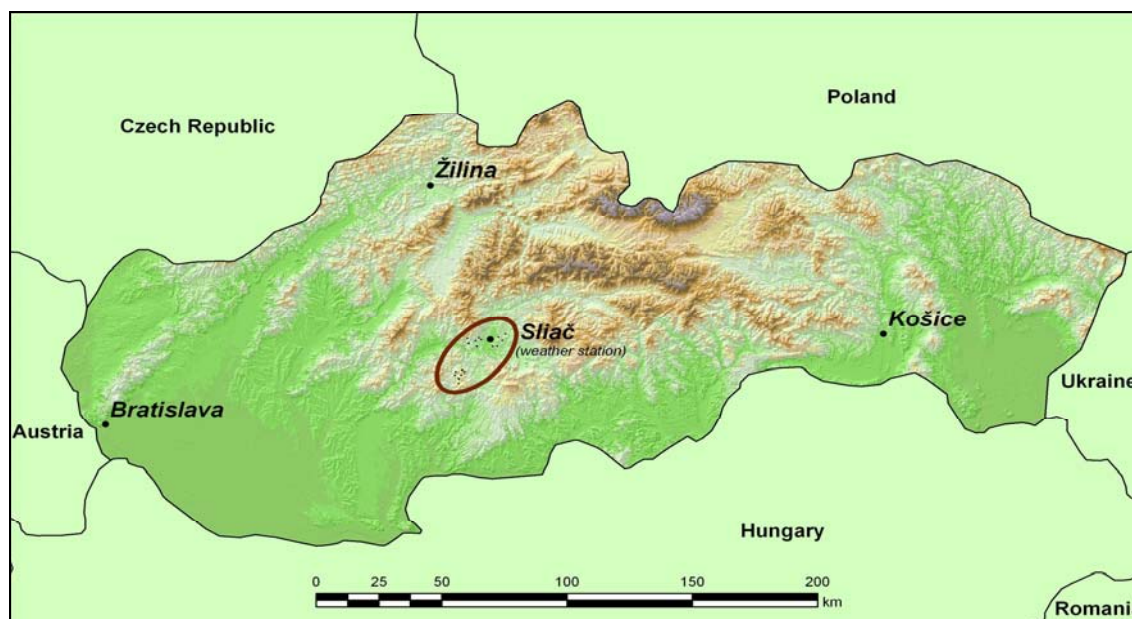 Poland
Czech Republic
Žilina
Sliač
(weather station)
Košice
Ukraine
Bratislava
Austria
Hungary
0 25 50 100 150 200
km
Romania